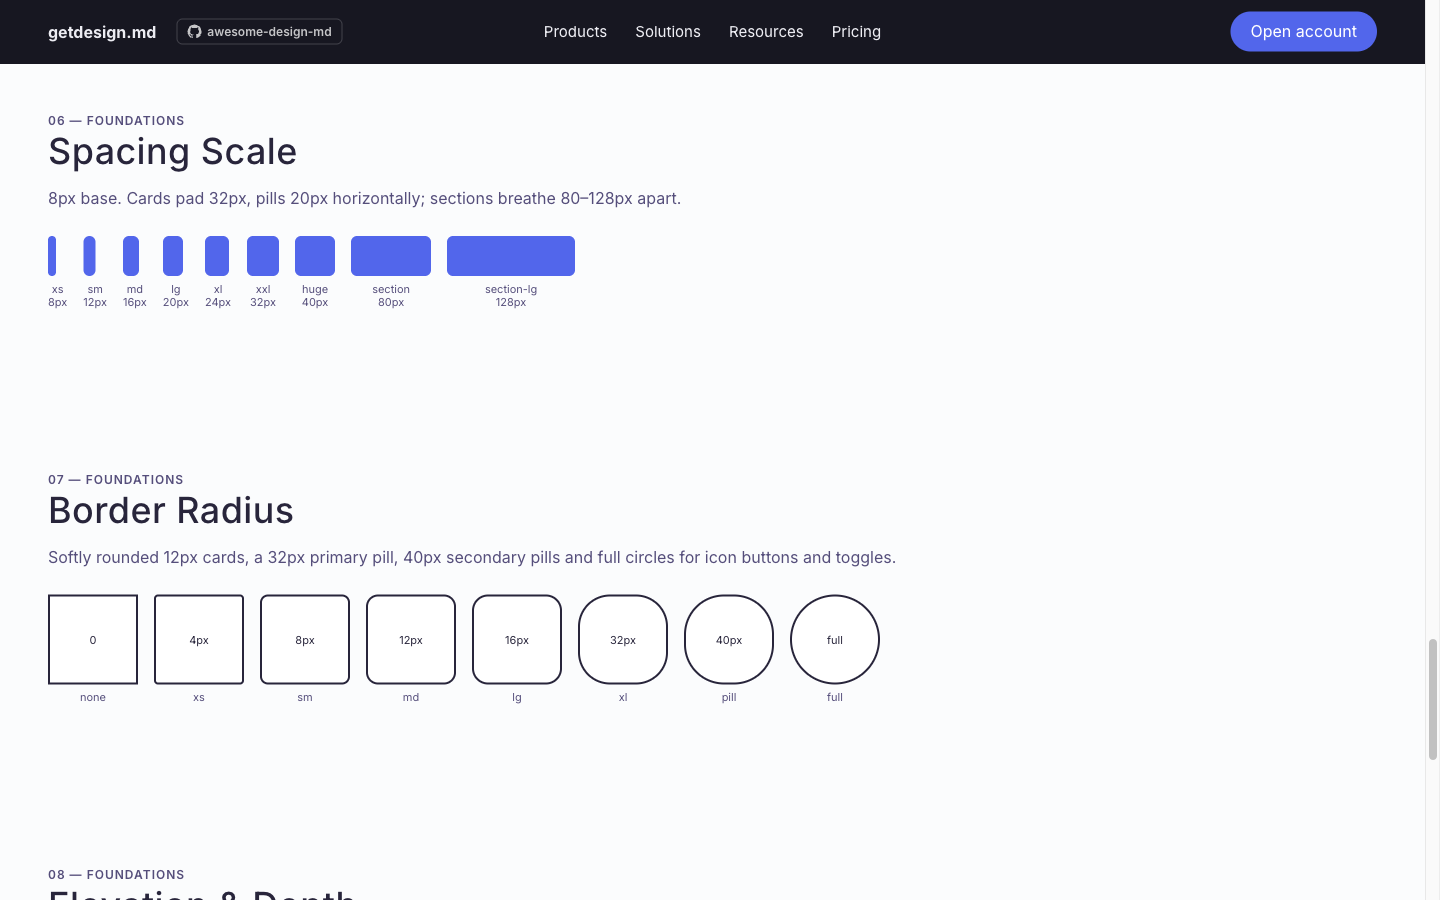 getdesign.md
awesome-design-md
Products
Solutions
Resources
Pricing
Open account
06 — FOUNDATIONS
Spacing Scale
8px base. Cards pad 32px, pills 20px horizontally; sections breathe 80–128px apart.
xs
8px
sm
12px
md
16px
lg
20px
xl
24px
xxl
32px
huge
40px
section
80px
section-lg
128px
07 — FOUNDATIONS
Border Radius
Softly rounded 12px cards, a 32px primary pill, 40px secondary pills and full circles for icon buttons and toggles.
0
none
4px
xs
8px
sm
12px
md
16px
lg
32px
xl
40px
pill
full
full
08 — FOUNDATIONS
Elevation & Depth